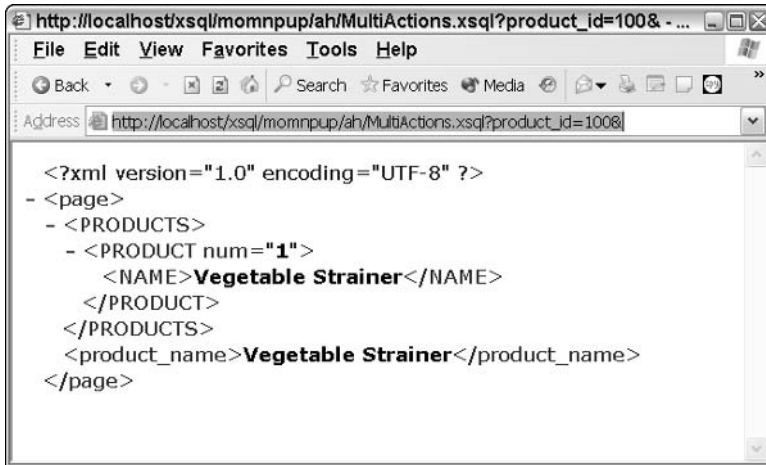 http://localhost/xsql/momnpup/ah/MultiActions.xsql?product_id=100& - ...
File Edit View Favorites Tools Help
Back Search Favorites Media »
Address http://localhost/xsql/momnpup/ah/MultiActions.xsql?product_id=100&
<?xml version="1.0" encoding="UTF-8" ?>
- <page>
- <PRODUCTS>
- <PRODUCT num="1">
<NAME>Vegetable Strainer</NAME>
</PRODUCT>
</PRODUCTS>
<product_name>Vegetable Strainer</product_name>
</page>